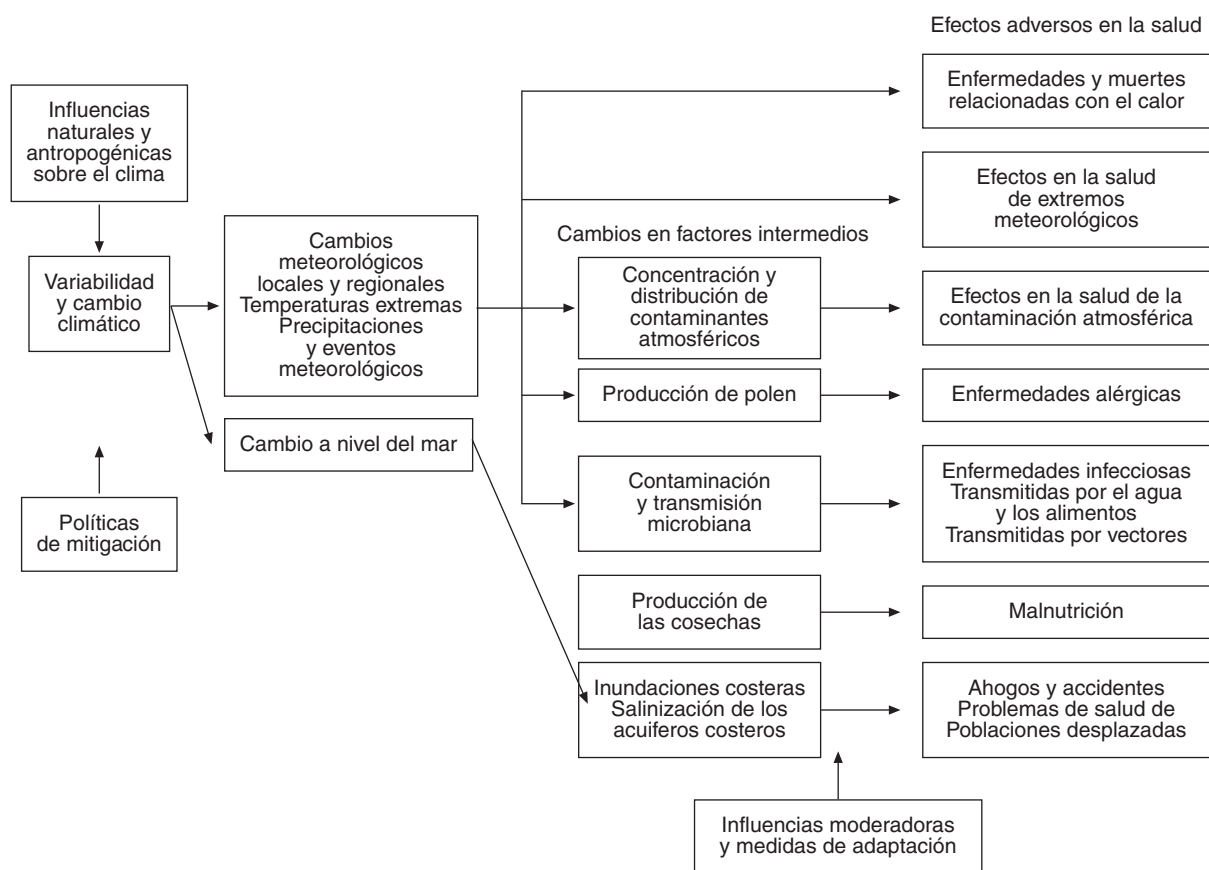 Efectos adversos en la salud
Enfermedades y muertes
relacionadas con el calor
Influencias
naturales y
antropogénicas
sobre el clima
Efectos en la salud
de extremos
meteorológicos
Cambios en factores intermedios
Variabilidad
y cambio
climático
Cambios
meteorológicos
locales y regionales
Temperaturas extremas
Precipitaciones
y eventos
meteorológicos
Concentración y
distribución de
contaminantes
atmosféricos
Efectos en la salud de la
contaminación atmosférica
Producción de polen
Enfermedades alérgicas
Cambio a nivel del mar
Contaminación
y transmisión
microbiana
Enfermedades infecciosas
Transmitidas por el agua
y los alimentos
Transmitidas por vectores
Políticas
de mitigación
Producción de
las cosechas
Malnutrición
Inundaciones costeras
Salinización de los
acuiferos costeros
Ahogos y accidentes
Problemas de salud de
Poblaciones desplazadas
Influencias moderadoras
y medidas de adaptación